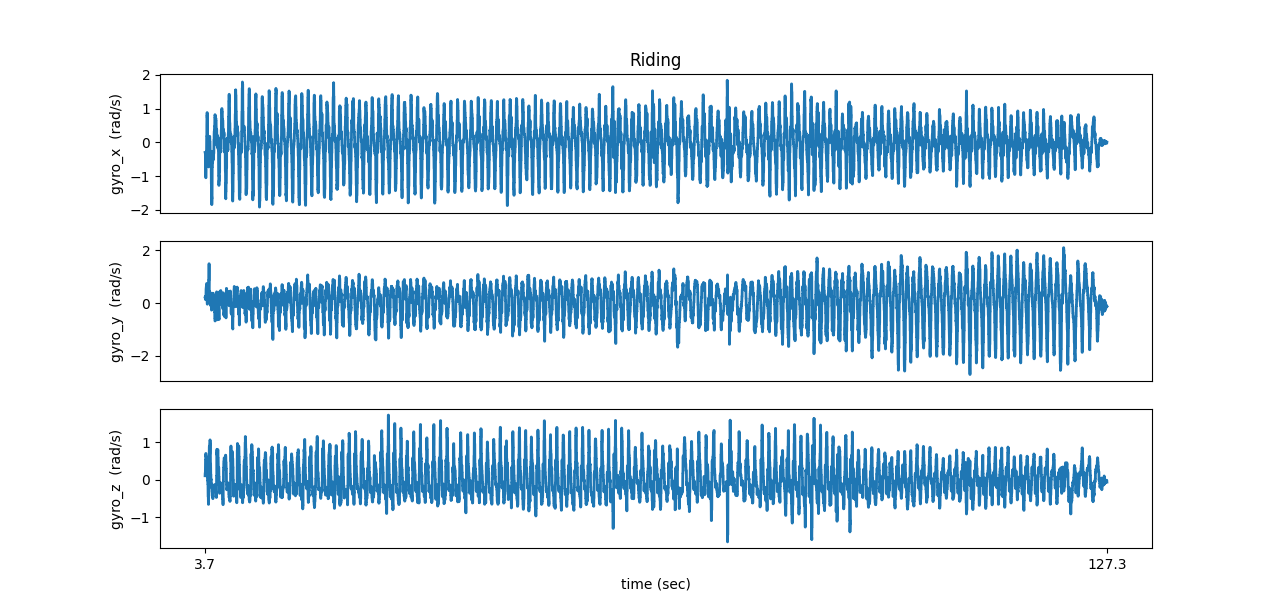 Riding
2
1
0
−1
−2
gyro_x (rad/s)
2
0
−2
gyro_y (rad/s)
1
0
−1
gyro_z (rad/s)
3.7
127.3
time (sec)